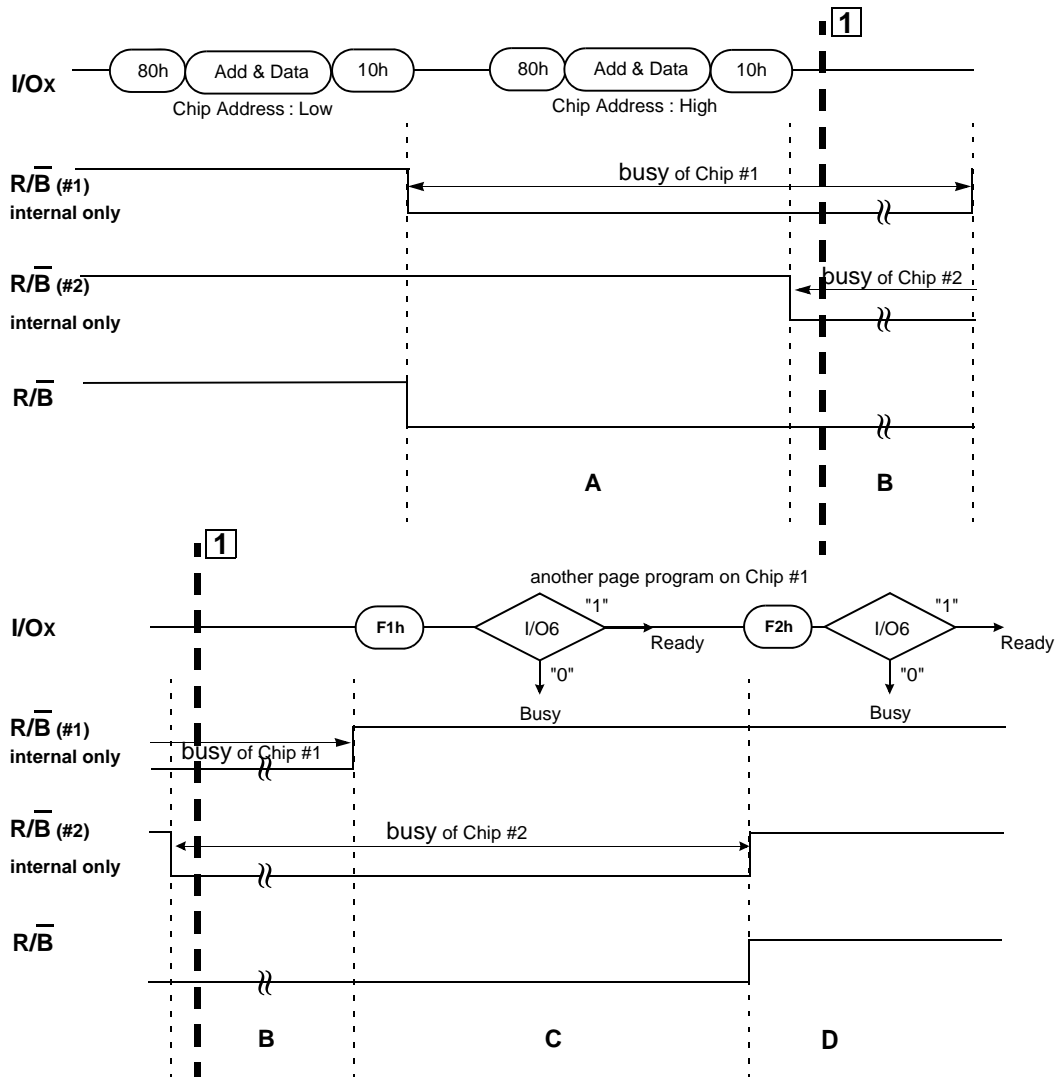 1
I/Ox
80h
Add & Data
10h
80h
Add & Data
10h
Chip Address : Low
Chip Address : High
R/B̅ (#1)
internal only
busy of Chip #1
R/B̅ (#2)
internal only
busy of Chip #2
R/B̅
A
B
1
another page program on Chip #1
I/Ox
F1h
I/O6
"1"
Ready
"0"
Busy
F2h
I/O6
"1"
Ready
"0"
Busy
R/B̅ (#1)
internal only
busy of Chip #1
R/B̅ (#2)
internal only
busy of Chip #2
R/B̅
B
C
D